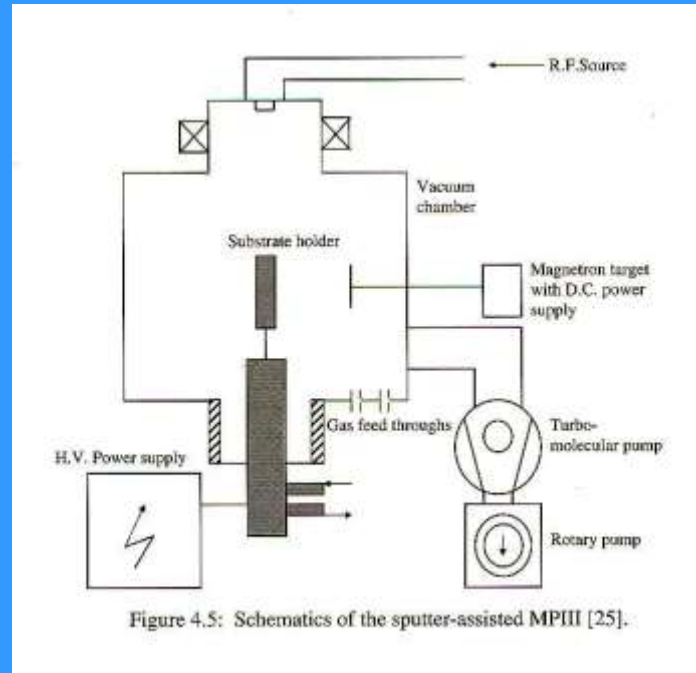 R.F.Source
Vacuum
chamber
Substrate holder
Magnetron target
with D.C. power
supply
Gas feed throughs
Turbo-
molecular pump
H.V. Power supply
Rotary pump
Figure 4.5: Schematics of the sputter-assisted MPIII [25].